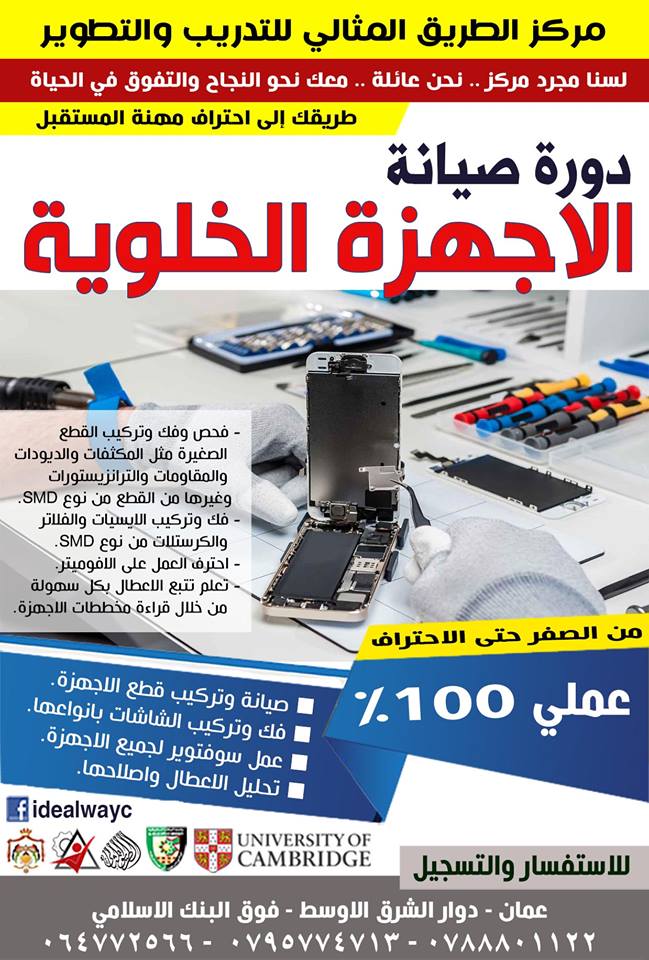 مركز الطريق المثالي للتدريب والتطوير
لسنا مجرد مركز .. نحن عائلة .. معك نحو النجاح والتفوق في الحياة
طريقك إلى احتراف مهنة المستقبل
دورة صيانة
الاجهزة الخلوية
- فحص وفك وتركيب القطع
الصغيرة مثل المكثفات والديودات
والمقاومات والترانزيستورات
وغيرها من القطع من نوع SMD.
- فك وتركيب الايسيات والفلاتر
والكرستلات من نوع SMD.
- احترف العمل على الافوميتر.
- تعلم تتبع الاعطال بكل سهولة
من خلال قراءة مخططات الاجهزة.
من الصفر حتى الاحتراف
عملي 100%
صيانة وتركيب قطع الاجهزة.
فك وتركيب الشاشات بانواعها.
عمل سوفتوير لجميع الاجهزة.
تحليل الاعطال واصلاحها.
idealwayc
UNIVERSITY OF
CAMBRIDGE
للاستفسار والتسجيل
عمان - دوار الشرق الاوسط - فوق البنك الاسلامي
٠٧٨٨٨٠١١٢٢ - ٠٧٩٥٧٧٤٧١٣ - ٠٦٤٧٧٢٥٦٦